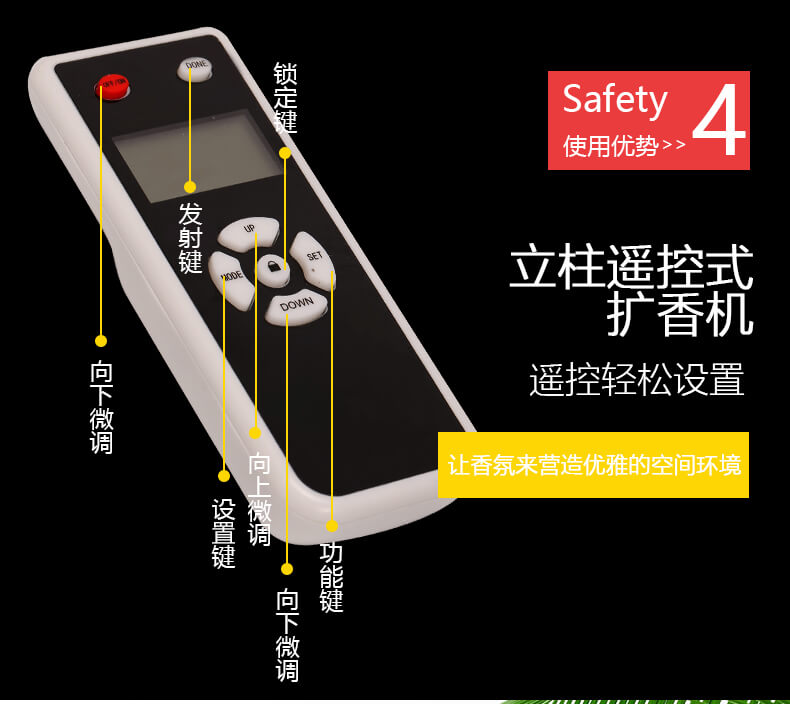 Safety
使用优势>>
4
立柱遥控式
扩香机
遥控轻松设置
让香氛来营造优雅的空间环境
锁定键
发射键
向下微调
向上微调
设置键
功能键
向下微调
OFF/ON
DONE
UP
MODE
SET
DOWN